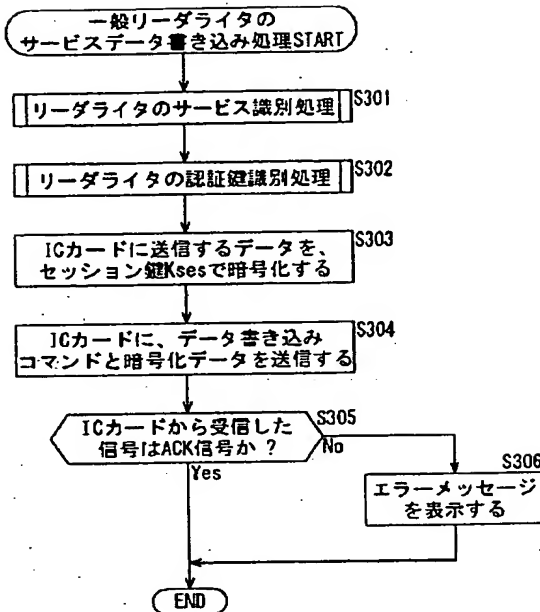 一般リーダライタの
サービスデータ書き込み処理START
リーダライタのサービス識別処理
S301
リーダライタの認証鍵識別処理
S302
ICカードに送信するデータを、
セッション鍵Ksesで暗号化する
S303
ICカードに、データ書き込み
コマンドと暗号化データを送信する
S304
ICカードから受信した
信号はACK信号か？
S305
No
Yes
S306
エラーメッセージ
を表示する
END